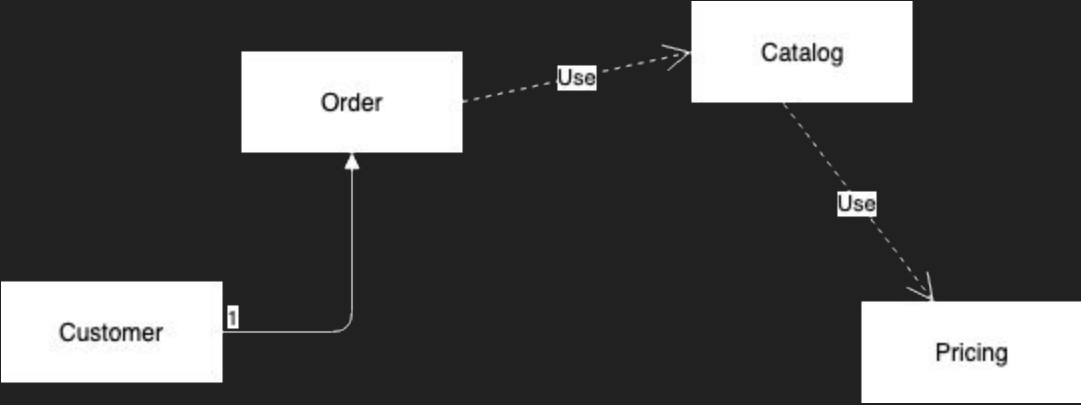 Catalog
Use
Order
Use
1
Customer
Pricing